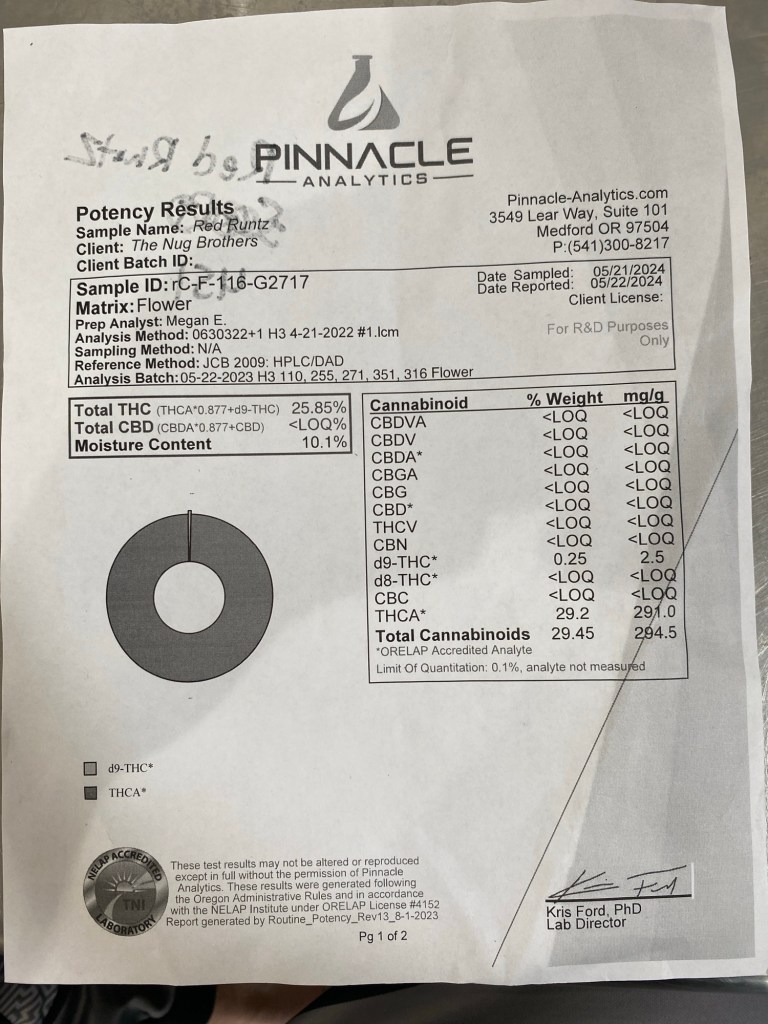 Red Runtz
PINNACLE
ANALYTICS
Pinnacle-Analytics.com
3549 Lear Way, Suite 101
Medford OR 97504
P:(541)300-8217
Potency Results
Sample Name: Red Runtz
Client: The Nug Brothers
Client Batch ID:
Sample ID: rC-F-116-G2717
Matrix: Flower
Prep Analyst: Megan E.
Analysis Method: 0630322+1 H3 4-21-2022 #1.lcm
Sampling Method: N/A
Reference Method: JCB 2009: HPLC/DAD
Analysis Batch: 05-22-2023 H3 110, 255, 271, 351, 316 Flower
Date Sampled: 05/21/2024
Date Reported: 05/22/2024
Client License:
For R&D Purposes
Only
Total THC (THCA*0.877+d9-THC) 25.85%
Total CBD (CBDA*0.877+CBD) <LOQ%
Moisture Content 10.1%
Cannabinoid % Weight mg/g
CBDVA <LOQ <LOQ
CBDV <LOQ <LOQ
CBDA* <LOQ <LOQ
CBGA <LOQ <LOQ
CBG <LOQ <LOQ
CBD* <LOQ <LOQ
THCV <LOQ <LOQ
CBN <LOQ <LOQ
d9-THC* 0.25 2.5
d8-THC* <LOQ <LOQ
CBC <LOQ <LOQ
THCA* 29.2 291.0
Total Cannabinoids 29.45 294.5
*ORELAP Accredited Analyte
Limit Of Quantitation: 0.1%, analyte not measured
d9-THC*
THCA*
NELAP ACCREDITED
TNI
LABORATORY
These test results may not be altered or reproduced
except in full without the permission of Pinnacle
Analytics. These results were generated following
the Oregon Administrative Rules and in accordance
with the NELAP Institute under ORELAP License #4152
Report generated by Routine_Potency_Rev13_8-1-2023
Pg 1 of 2
Kris Ford, PhD
Lab Director